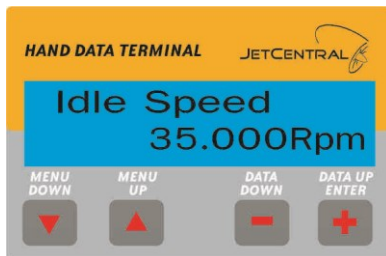 HAND DATA TERMINAL
JETCENTRAL
Idle Speed
35.000Rpm
MENU DOWN
MENU UP
DATA DOWN
DATA UP ENTER